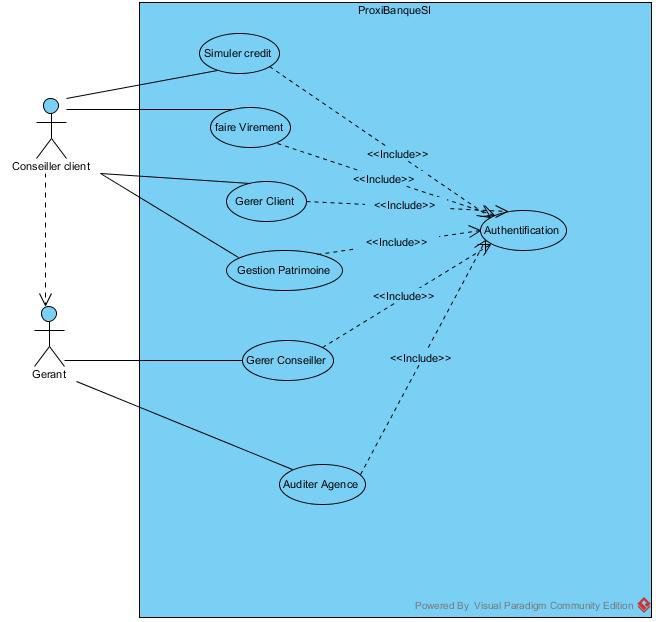 ProxiBanqueSI
Simuler credit
faire Virement
Conseiller client
<<Include>>
<<Include>>
Gerer Client
<<Include>>
Authentification
<<Include>>
Gestion Patrimoine
<<Include>>
Gerer Conseiller
<<Include>>
Gerant
Auditer Agence
Powered By Visual Paradigm Community Edition